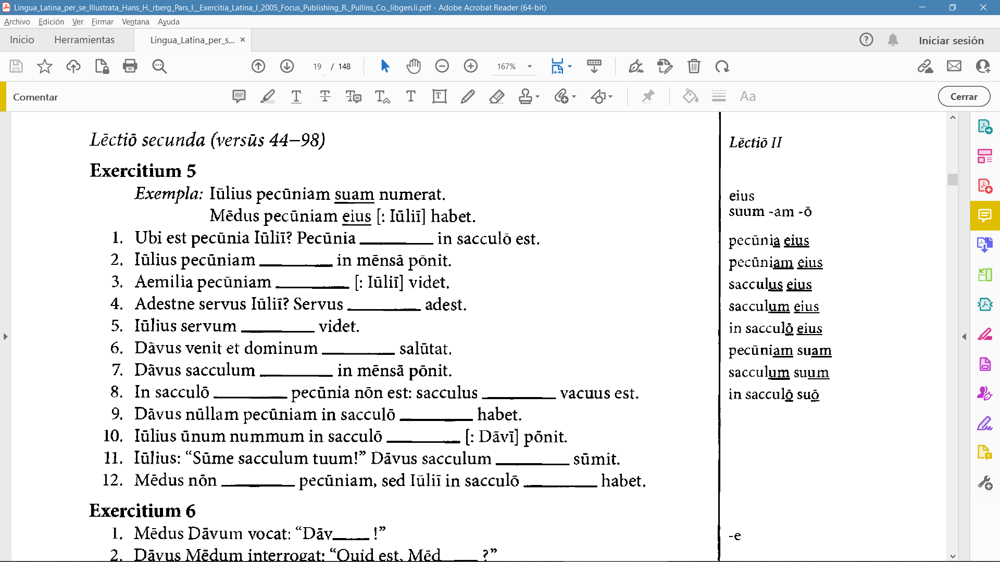 Lingua_Latina_per_se_Illustrata_Hans_H._rberg_Pars_I__Exercitia_Latina_I_2005_Focus_Publishing_R._Pullins_Co._libgen.li.pdf - Adobe Acrobat Reader (64-bit)
Archivo Edición Ver Firmar Ventana Ayuda
Inicio Herramientas Lingua_Latina_per_s... × Iniciar sesión
19 / 148 167%
Comentar Aa Cerrar
Lēctiō secunda (versūs 44–98)
Exercitium 5
Exempla: Iūlius pecūniam suam numerat.
Mēdus pecūniam eius [: Iūliī] habet.
1. Ubi est pecūnia Iūliī? Pecūnia ________ in sacculō est.
2. Iūlius pecūniam ________ in mēnsā pōnit.
3. Aemilia pecūniam ________ [: Iūliī] videt.
4. Adestne servus Iūliī? Servus ________ adest.
5. Iūlius servum ________ videt.
6. Dāvus venit et dominum ________ salūtat.
7. Dāvus sacculum ________ in mēnsā pōnit.
8. In sacculō ________ pecūnia nōn est: sacculus ________ vacuus est.
9. Dāvus nūllam pecūniam in sacculō ________ habet.
10. Iūlius ūnum nummum in sacculō ________ [: Dāvī] pōnit.
11. Iūlius: “Sūme sacculum tuum!” Dāvus sacculum ________ sūmit.
12. Mēdus nōn ________ pecūniam, sed Iūliī in sacculō ________ habet.
Exercitium 6
1. Mēdus Dāvum vocat: “Dāv____ !”
2. Dāvus Mēdum interrogat: “Quid est, Mēd____ ?”
Lēctiō II
eius
suum -am -ō
pecūnia eius
pecūniam eius
sacculus eius
sacculum eius
in sacculō eius
pecūniam suam
sacculum suum
in sacculō suō
-e